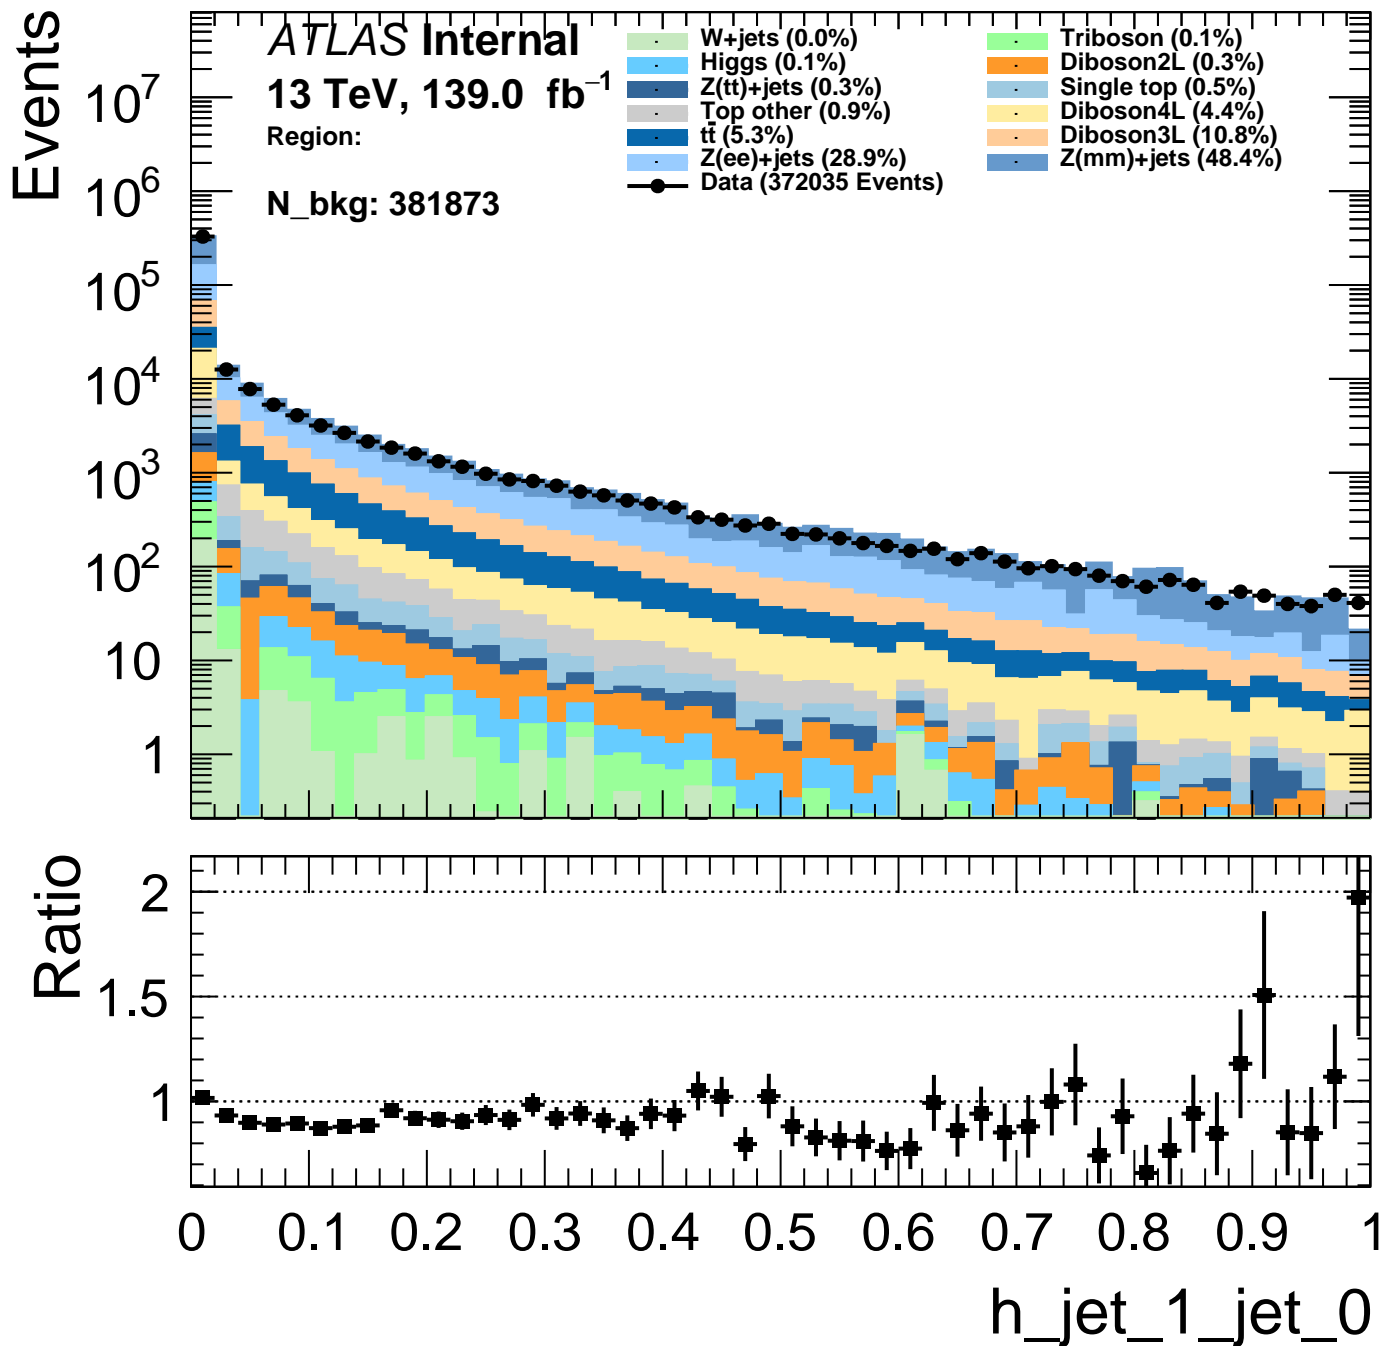 Events
ATLAS Internal
13 TeV, 139.0 fb⁻¹
Region:
N_bkg: 381873
W+jets (0.0%)
Higgs (0.1%)
Z(tt)+jets (0.3%)
Top other (0.9%)
tt̄ (5.3%)
Z(ee)+jets (28.9%)
Data (372035 Events)
Triboson (0.1%)
Diboson2L (0.3%)
Single top (0.5%)
Diboson4L (4.4%)
Diboson3L (10.8%)
Z(mm)+jets (48.4%)
10⁷
10⁶
10⁵
10⁴
10³
10²
10
1
Ratio
2
1.5
1
0 0.1 0.2 0.3 0.4 0.5 0.6 0.7 0.8 0.9 1
h_jet_1_jet_0